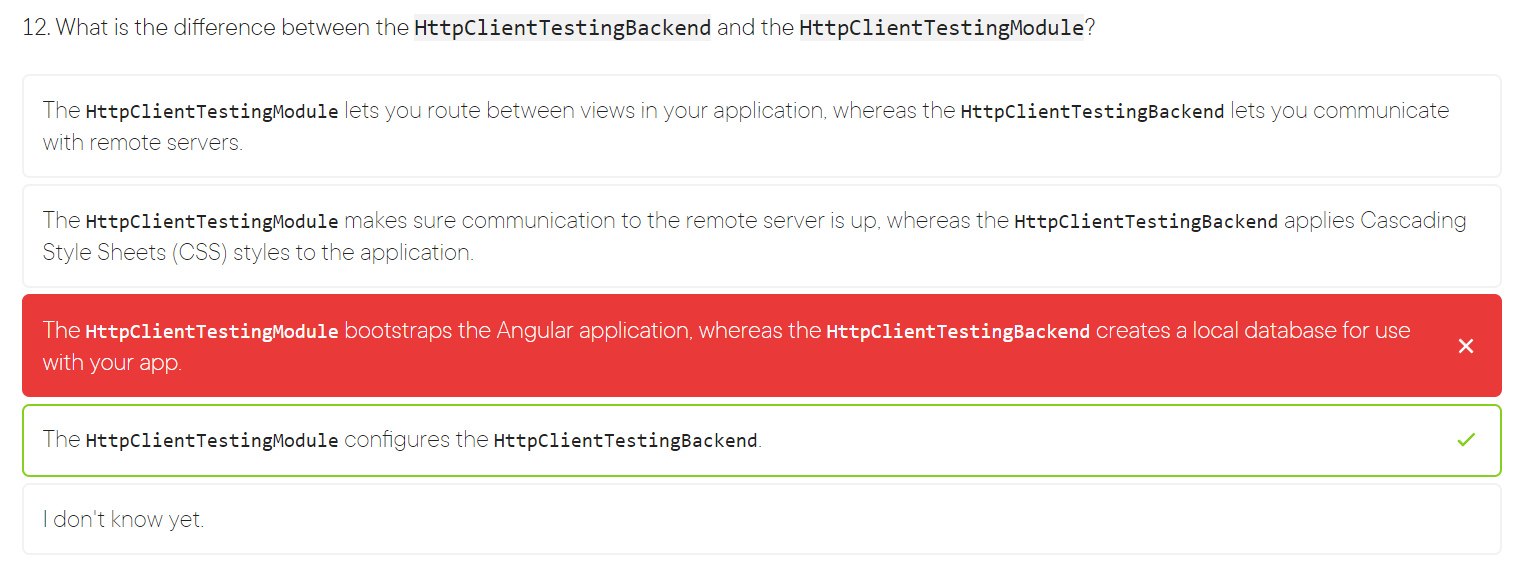 12. What is the difference between the HttpClientTestingBackend and the HttpClientTestingModule?
The HttpClientTestingModule lets you route between views in your application, whereas the HttpClientTestingBackend lets you communicate
with remote servers.
The HttpClientTestingModule makes sure communication to the remote server is up, whereas the HttpClientTestingBackend applies Cascading
Style Sheets (CSS) styles to the application.
The HttpClientTestingModule bootstraps the Angular application, whereas the HttpClientTestingBackend creates a local database for use
with your app.
The HttpClientTestingModule configures the HttpClientTestingBackend.
I don't know yet.